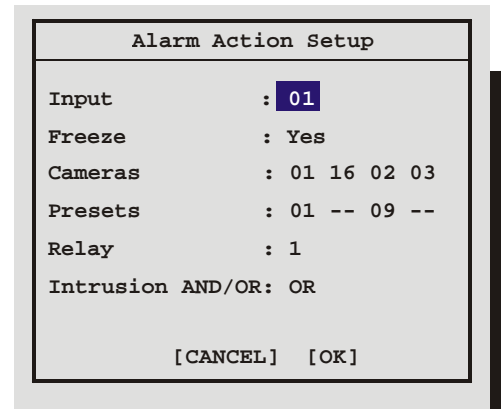 Alarm Action Setup
Input : 01
Freeze : Yes
Cameras : 01 16 02 03
Presets : 01 -- 09 --
Relay : 1
Intrusion AND/OR: OR
[CANCEL] [OK]